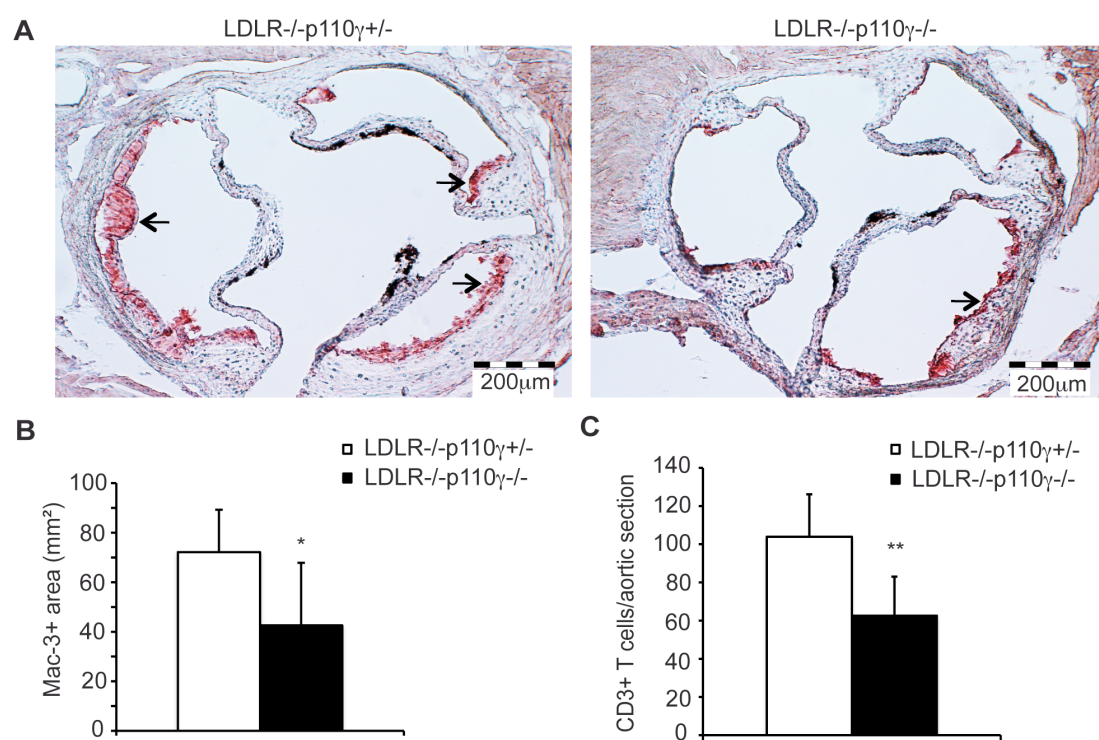 A
LDLR-/-p110γ+/-
LDLR-/-p110γ-/-
200µm
200µm
B
LDLR-/-p110γ+/-
LDLR-/-p110γ-/-
Mac-3+ area (mm²)
100
80
60
40
20
0
*
C
LDLR-/-p110γ+/-
LDLR-/-p110γ-/-
CD3+ T cells/aortic section
140
120
100
80
60
40
20
0
**